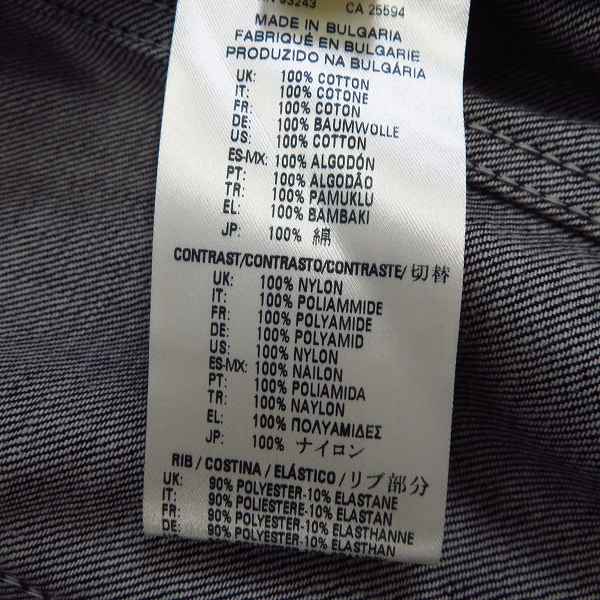 93243 CA 25594
MADE IN BULGARIA
FABRIQUÉ EN BULGARIE
PRODUZIDO NA BULGÁRIA
UK: 100% COTTON
IT: 100% COTONE
FR: 100% COTON
DE: 100% BAUMWOLLE
US: 100% COTTON
ES-MX: 100% ALGODÓN
PT: 100% ALGODÃO
TR: 100% PAMUKLU
EL: 100% BAMBAKI
JP: 100% 綿
CONTRAST/CONTRASTO/CONTRASTE/ 切替
UK: 100% NYLON
IT: 100% POLIAMMIDE
FR: 100% POLYAMIDE
DE: 100% POLYAMID
US: 100% NYLON
ES-MX: 100% NAILON
PT: 100% POLIAMIDA
TR: 100% NAYLON
EL: 100% ΠΟΛΥΑΜΙΔΕΣ
JP: 100% ナイロン
RIB / COSTINA / ELÁSTICO / リブ部分
UK: 90% POLYESTER-10% ELASTANE
IT: 90% POLIESTERE-10% ELASTAN
FR: 90% POLYESTER-10% ELASTHANNE
DE: 90% POLYESTER-10% ELASTHAN